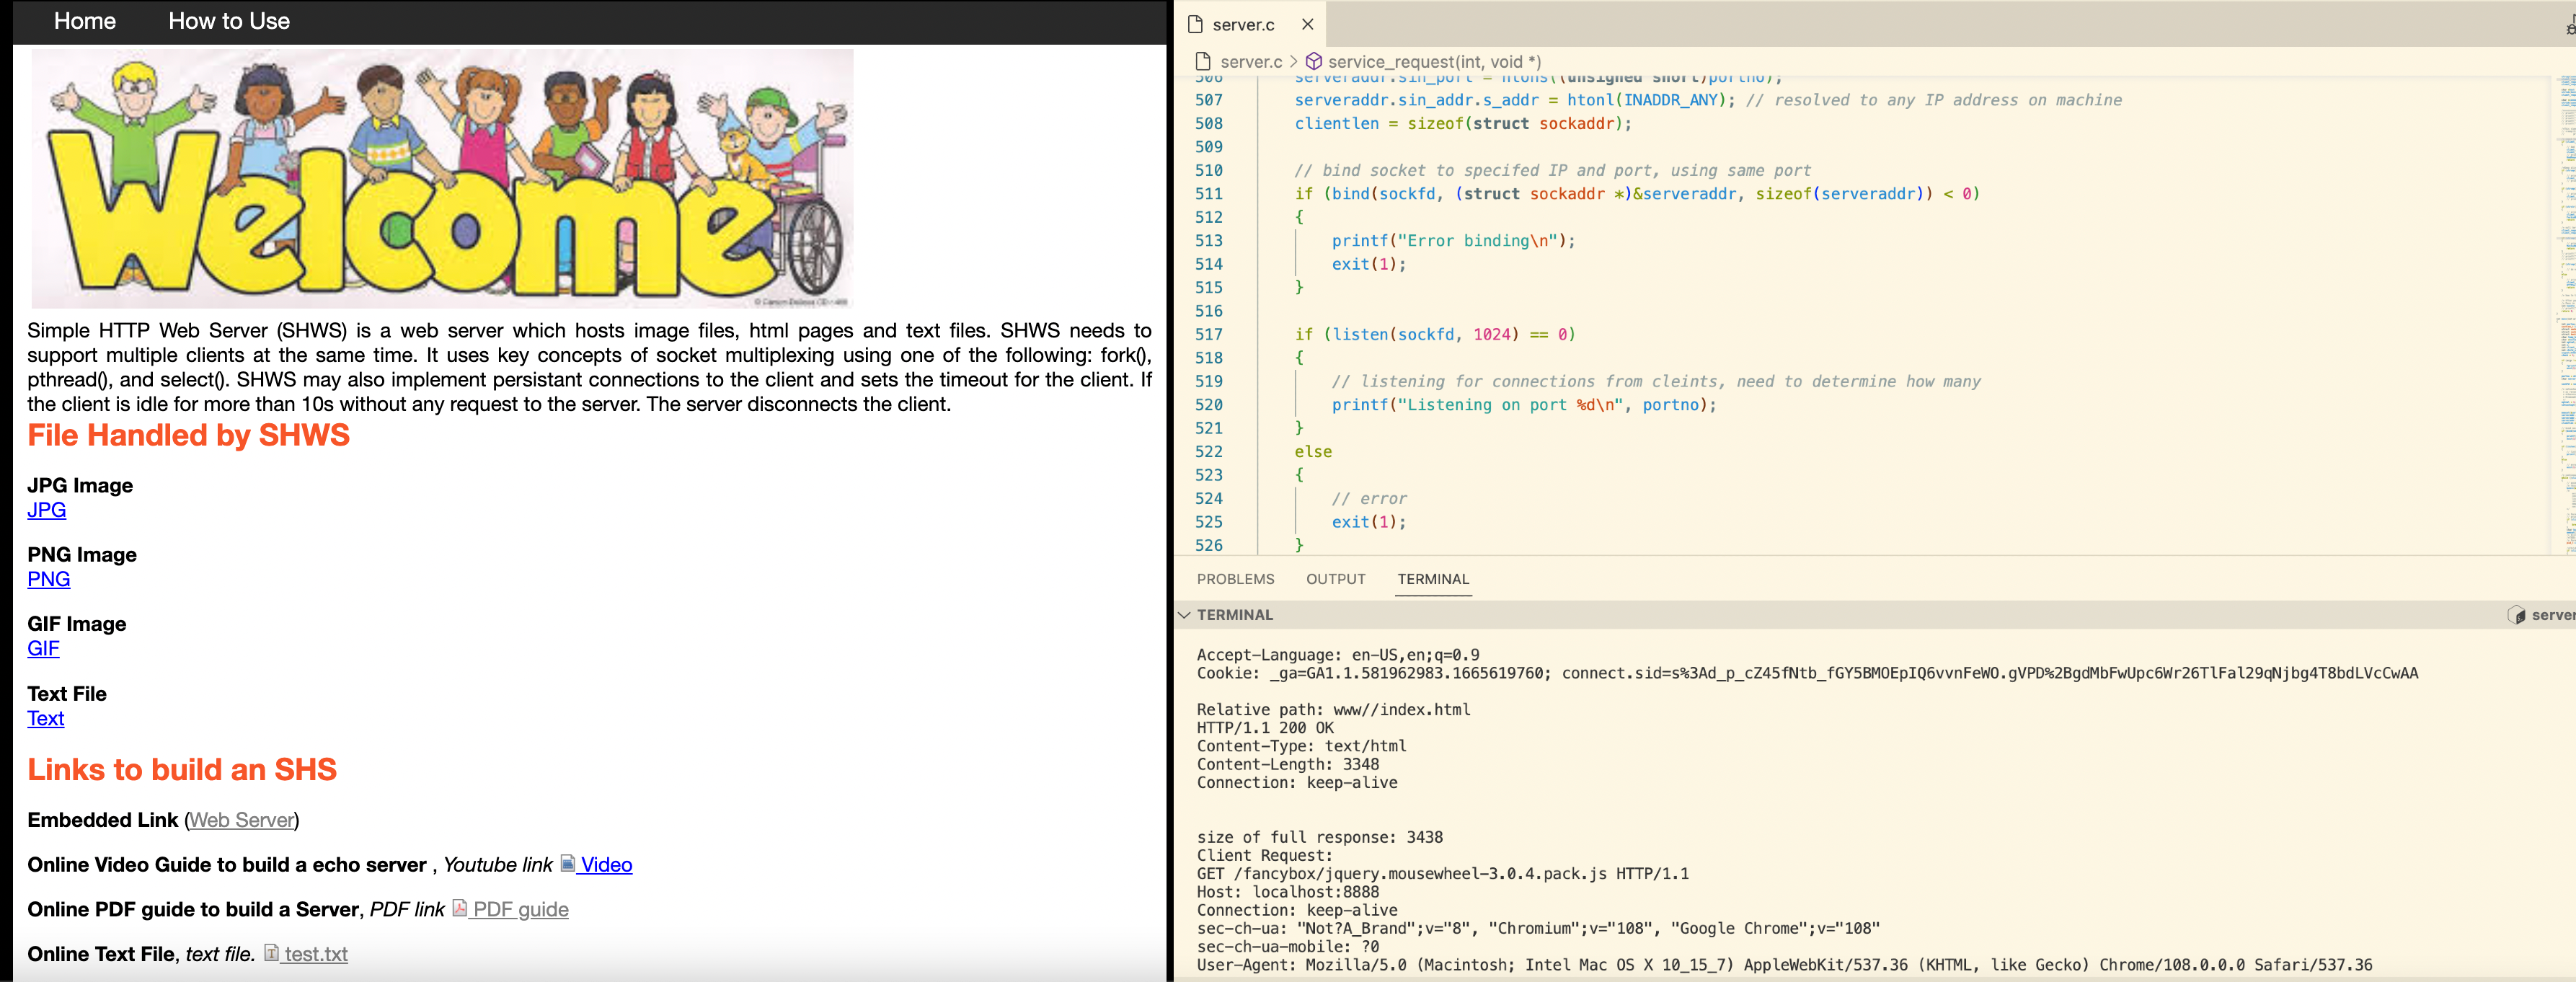 Home How to Use
Welcome
Simple HTTP Web Server (SHWS) is a web server which hosts image files, html pages and text files. SHWS needs to
support multiple clients at the same time. It uses key concepts of socket multiplexing using one of the following: fork(),
pthread(), and select(). SHWS may also implement persistant connections to the client and sets the timeout for the client. If
the client is idle for more than 10s without any request to the server. The server disconnects the client.
File Handled by SHWS
JPG Image
JPG
PNG Image
PNG
GIF Image
GIF
Text File
Text
Links to build an SHS
Embedded Link (Web Server)
Online Video Guide to build a echo server , Youtube link Video
Online PDF guide to build a Server, PDF link PDF guide
Online Text File, text file. test.txt
server.c
server.c > service_request(int, void *)
506 serveraddr.sin_port = htons((unsigned short)portno);
507 serveraddr.sin_addr.s_addr = htonl(INADDR_ANY); // resolved to any IP address on machine
508 clientlen = sizeof(struct sockaddr);
509
510 // bind socket to specifed IP and port, using same port
511 if (bind(sockfd, (struct sockaddr *)&serveraddr, sizeof(serveraddr)) < 0)
512 {
513 printf("Error binding\n");
514 exit(1);
515 }
516
517 if (listen(sockfd, 1024) == 0)
518 {
519 // listening for connections from cleints, need to determine how many
520 printf("Listening on port %d\n", portno);
521 }
522 else
523 {
524 // error
525 exit(1);
526 }
PROBLEMS OUTPUT TERMINAL
TERMINAL server
Accept-Language: en-US,en;q=0.9
Cookie: _ga=GA1.1.581962983.1665619760; connect.sid=s%3Ad_p_cZ45fNtb_fGY5BMOEpIQ6vvnFeWO.gVPD%2BgdMbFwUpc6Wr26TlFal29qNjbg4T8bdLVcCwAA
Relative path: www//index.html
HTTP/1.1 200 OK
Content-Type: text/html
Content-Length: 3348
Connection: keep-alive
size of full response: 3438
Client Request:
GET /fancybox/jquery.mousewheel-3.0.4.pack.js HTTP/1.1
Host: localhost:8888
Connection: keep-alive
sec-ch-ua: "Not?A_Brand";v="8", "Chromium";v="108", "Google Chrome";v="108"
sec-ch-ua-mobile: ?0
User-Agent: Mozilla/5.0 (Macintosh; Intel Mac OS X 10_15_7) AppleWebKit/537.36 (KHTML, like Gecko) Chrome/108.0.0.0 Safari/537.36